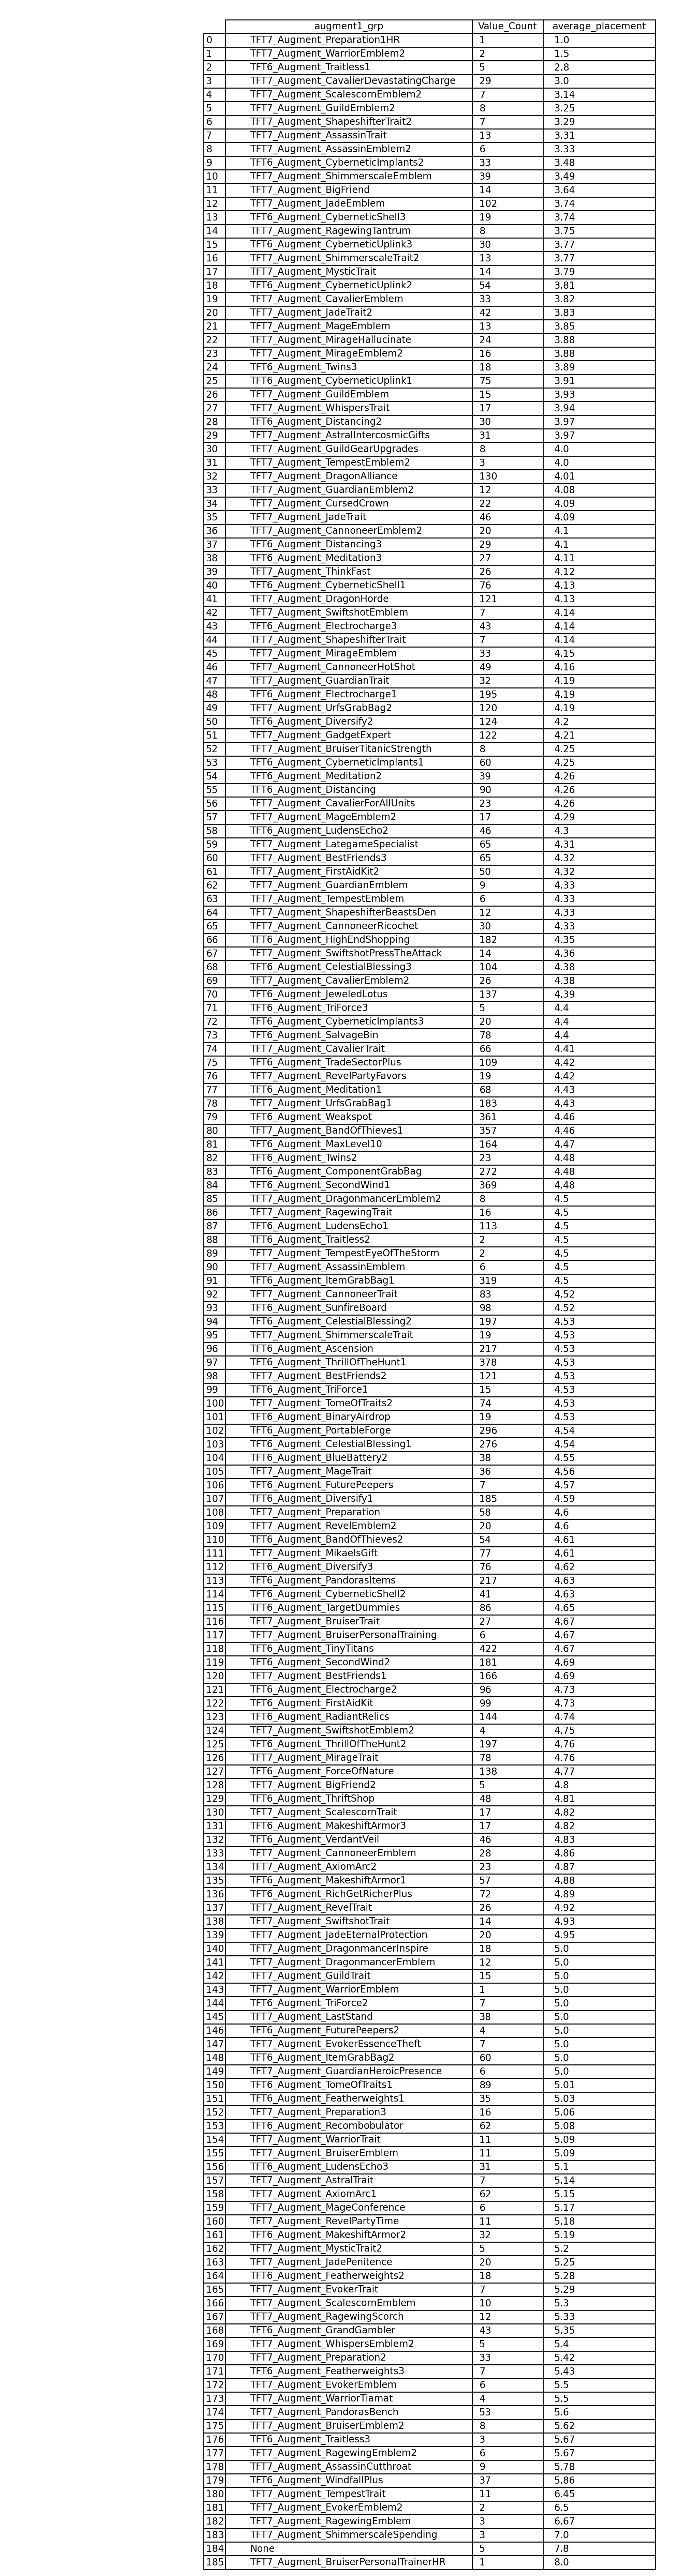 augment1_grp Value_Count average_placement
0 TFT7_Augment_Preparation1HR 1 1.0
1 TFT7_Augment_WarriorEmblem2 2 1.5
2 TFT6_Augment_Traitless1 5 2.8
3 TFT7_Augment_CavalierDevastatingCharge 29 3.0
4 TFT7_Augment_ScalescornEmblem2 7 3.14
5 TFT7_Augment_GuildEmblem2 8 3.25
6 TFT7_Augment_ShapeshifterTrait2 7 3.29
7 TFT7_Augment_AssassinTrait 13 3.31
8 TFT7_Augment_AssassinEmblem2 6 3.33
9 TFT6_Augment_CyberneticImplants2 33 3.48
10 TFT7_Augment_ShimmerscaleEmblem 39 3.49
11 TFT7_Augment_BigFriend 14 3.64
12 TFT7_Augment_JadeEmblem 102 3.74
13 TFT6_Augment_CyberneticShell3 19 3.74
14 TFT7_Augment_RagewingTantrum 8 3.75
15 TFT6_Augment_CyberneticUplink3 30 3.77
16 TFT7_Augment_ShimmerscaleTrait2 13 3.77
17 TFT7_Augment_MysticTrait 14 3.79
18 TFT6_Augment_CyberneticUplink2 54 3.81
19 TFT7_Augment_CavalierEmblem 33 3.82
20 TFT7_Augment_JadeTrait2 42 3.83
21 TFT7_Augment_MageEmblem 13 3.85
22 TFT7_Augment_MirageHallucinate 24 3.88
23 TFT7_Augment_MirageEmblem2 16 3.88
24 TFT6_Augment_Twins3 18 3.89
25 TFT6_Augment_CyberneticUplink1 75 3.91
26 TFT7_Augment_GuildEmblem 15 3.93
27 TFT7_Augment_WhispersTrait 17 3.94
28 TFT6_Augment_Distancing2 30 3.97
29 TFT7_Augment_AstralIntercosmicGifts 31 3.97
30 TFT7_Augment_GuildGearUpgrades 8 4.0
31 TFT7_Augment_TempestEmblem2 3 4.0
32 TFT7_Augment_DragonAlliance 130 4.01
33 TFT7_Augment_GuardianEmblem2 12 4.08
34 TFT7_Augment_CursedCrown 22 4.09
35 TFT7_Augment_JadeTrait 46 4.09
36 TFT7_Augment_CannoneerEmblem2 20 4.1
37 TFT6_Augment_Distancing3 29 4.1
38 TFT6_Augment_Meditation3 27 4.11
39 TFT7_Augment_ThinkFast 26 4.12
40 TFT6_Augment_CyberneticShell1 76 4.13
41 TFT7_Augment_DragonHorde 121 4.13
42 TFT7_Augment_SwiftshotEmblem 7 4.14
43 TFT6_Augment_Electrocharge3 43 4.14
44 TFT7_Augment_ShapeshifterTrait 7 4.14
45 TFT7_Augment_MirageEmblem 33 4.15
46 TFT7_Augment_CannoneerHotShot 49 4.16
47 TFT7_Augment_GuardianTrait 32 4.19
48 TFT6_Augment_Electrocharge1 195 4.19
49 TFT7_Augment_UrfsGrabBag2 120 4.19
50 TFT6_Augment_Diversify2 124 4.2
51 TFT7_Augment_GadgetExpert 122 4.21
52 TFT7_Augment_BruiserTitanicStrength 8 4.25
53 TFT6_Augment_CyberneticImplants1 60 4.25
54 TFT6_Augment_Meditation2 39 4.26
55 TFT6_Augment_Distancing 90 4.26
56 TFT7_Augment_CavalierForAllUnits 23 4.26
57 TFT7_Augment_MageEmblem2 17 4.29
58 TFT6_Augment_LudensEcho2 46 4.3
59 TFT7_Augment_LategameSpecialist 65 4.31
60 TFT7_Augment_BestFriends3 65 4.32
61 TFT7_Augment_FirstAidKit2 50 4.32
62 TFT7_Augment_GuardianEmblem 9 4.33
63 TFT7_Augment_TempestEmblem 6 4.33
64 TFT7_Augment_ShapeshifterBeastsDen 12 4.33
65 TFT7_Augment_CannoneerRicochet 30 4.33
66 TFT6_Augment_HighEndShopping 182 4.35
67 TFT7_Augment_SwiftshotPressTheAttack 14 4.36
68 TFT6_Augment_CelestialBlessing3 104 4.38
69 TFT7_Augment_CavalierEmblem2 26 4.38
70 TFT6_Augment_JeweledLotus 137 4.39
71 TFT6_Augment_TriForce3 5 4.4
72 TFT6_Augment_CyberneticImplants3 20 4.4
73 TFT6_Augment_SalvageBin 78 4.4
74 TFT7_Augment_CavalierTrait 66 4.41
75 TFT6_Augment_TradeSectorPlus 109 4.42
76 TFT7_Augment_RevelPartyFavors 19 4.42
77 TFT6_Augment_Meditation1 68 4.43
78 TFT7_Augment_UrfsGrabBag1 183 4.43
79 TFT6_Augment_Weakspot 361 4.46
80 TFT7_Augment_BandOfThieves1 357 4.46
81 TFT7_Augment_MaxLevel10 164 4.47
82 TFT6_Augment_Twins2 23 4.48
83 TFT6_Augment_ComponentGrabBag 272 4.48
84 TFT6_Augment_SecondWind1 369 4.48
85 TFT7_Augment_DragonmancerEmblem2 8 4.5
86 TFT7_Augment_RagewingTrait 16 4.5
87 TFT6_Augment_LudensEcho1 113 4.5
88 TFT6_Augment_Traitless2 2 4.5
89 TFT7_Augment_TempestEyeOfTheStorm 2 4.5
90 TFT7_Augment_AssassinEmblem 6 4.5
91 TFT6_Augment_ItemGrabBag1 319 4.5
92 TFT7_Augment_CannoneerTrait 83 4.52
93 TFT6_Augment_SunfireBoard 98 4.52
94 TFT6_Augment_CelestialBlessing2 197 4.53
95 TFT7_Augment_ShimmerscaleTrait 19 4.53
96 TFT6_Augment_Ascension 217 4.53
97 TFT6_Augment_ThrillOfTheHunt1 378 4.53
98 TFT7_Augment_BestFriends2 121 4.53
99 TFT6_Augment_TriForce1 15 4.53
100 TFT6_Augment_TomeOfTraits2 74 4.53
101 TFT6_Augment_BinaryAirdrop 19 4.53
102 TFT6_Augment_PortableForge 296 4.54
103 TFT6_Augment_CelestialBlessing1 276 4.54
104 TFT6_Augment_BlueBattery2 38 4.55
105 TFT7_Augment_MageTrait 36 4.56
106 TFT6_Augment_FuturePeepers 7 4.57
107 TFT6_Augment_Diversify1 185 4.59
108 TFT7_Augment_Preparation 58 4.6
109 TFT7_Augment_RevelEmblem2 20 4.6
110 TFT6_Augment_BandOfThieves2 54 4.61
111 TFT7_Augment_MikaelsGift 77 4.61
112 TFT6_Augment_Diversify3 76 4.62
113 TFT6_Augment_PandorasItems 217 4.63
114 TFT6_Augment_CyberneticShell2 41 4.63
115 TFT6_Augment_TargetDummies 86 4.65
116 TFT7_Augment_BruiserTrait 27 4.67
117 TFT7_Augment_BruiserPersonalTraining 6 4.67
118 TFT6_Augment_TinyTitans 422 4.67
119 TFT6_Augment_SecondWind2 181 4.69
120 TFT7_Augment_BestFriends1 166 4.69
121 TFT6_Augment_Electrocharge2 96 4.73
122 TFT6_Augment_FirstAidKit 99 4.73
123 TFT6_Augment_RadiantRelics 144 4.74
124 TFT7_Augment_SwiftshotEmblem2 4 4.75
125 TFT6_Augment_ThrillOfTheHunt2 197 4.76
126 TFT7_Augment_MirageTrait 78 4.76
127 TFT6_Augment_ForceOfNature 138 4.77
128 TFT7_Augment_BigFriend2 5 4.8
129 TFT6_Augment_ThriftShop 48 4.81
130 TFT7_Augment_ScalescornTrait 17 4.82
131 TFT6_Augment_MakeshiftArmor3 17 4.82
132 TFT6_Augment_VerdantVeil 46 4.83
133 TFT7_Augment_CannoneerEmblem 28 4.86
134 TFT7_Augment_AxiomArc2 23 4.87
135 TFT6_Augment_MakeshiftArmor1 57 4.88
136 TFT6_Augment_RichGetRicherPlus 72 4.89
137 TFT7_Augment_RevelTrait 26 4.92
138 TFT7_Augment_SwiftshotTrait 14 4.93
139 TFT7_Augment_JadeEternalProtection 20 4.95
140 TFT7_Augment_DragonmancerInspire 18 5.0
141 TFT7_Augment_DragonmancerEmblem 12 5.0
142 TFT7_Augment_GuildTrait 15 5.0
143 TFT7_Augment_WarriorEmblem 1 5.0
144 TFT6_Augment_TriForce2 7 5.0
145 TFT7_Augment_LastStand 38 5.0
146 TFT6_Augment_FuturePeepers2 4 5.0
147 TFT7_Augment_EvokerEssenceTheft 7 5.0
148 TFT6_Augment_ItemGrabBag2 60 5.0
149 TFT7_Augment_GuardianHeroicPresence 6 5.0
150 TFT6_Augment_TomeOfTraits1 89 5.01
151 TFT6_Augment_Featherweights1 35 5.03
152 TFT7_Augment_Preparation3 16 5.06
153 TFT6_Augment_Recombobulator 62 5.08
154 TFT7_Augment_WarriorTrait 11 5.09
155 TFT7_Augment_BruiserEmblem 11 5.09
156 TFT6_Augment_LudensEcho3 31 5.1
157 TFT7_Augment_AstralTrait 7 5.14
158 TFT7_Augment_AxiomArc1 62 5.15
159 TFT7_Augment_MageConference 6 5.17
160 TFT7_Augment_RevelPartyTime 11 5.18
161 TFT6_Augment_MakeshiftArmor2 32 5.19
162 TFT7_Augment_MysticTrait2 5 5.2
163 TFT7_Augment_JadePenitence 20 5.25
164 TFT6_Augment_Featherweights2 18 5.28
165 TFT7_Augment_EvokerTrait 7 5.29
166 TFT7_Augment_ScalescornEmblem 10 5.3
167 TFT7_Augment_RagewingScorch 12 5.33
168 TFT6_Augment_GrandGambler 43 5.35
169 TFT7_Augment_WhispersEmblem2 5 5.4
170 TFT7_Augment_Preparation2 33 5.42
171 TFT6_Augment_Featherweights3 7 5.43
172 TFT7_Augment_EvokerEmblem 6 5.5
173 TFT7_Augment_WarriorTiamat 4 5.5
174 TFT7_Augment_PandorasBench 53 5.6
175 TFT7_Augment_BruiserEmblem2 8 5.62
176 TFT6_Augment_Traitless3 3 5.67
177 TFT7_Augment_RagewingEmblem2 6 5.67
178 TFT7_Augment_AssassinCutthroat 9 5.78
179 TFT6_Augment_WindfallPlus 37 5.86
180 TFT7_Augment_TempestTrait 11 6.45
181 TFT7_Augment_EvokerEmblem2 2 6.5
182 TFT7_Augment_RagewingEmblem 3 6.67
183 TFT7_Augment_ShimmerscaleSpending 3 7.0
184 None 5 7.8
185 TFT7_Augment_BruiserPersonalTrainerHR 1 8.0